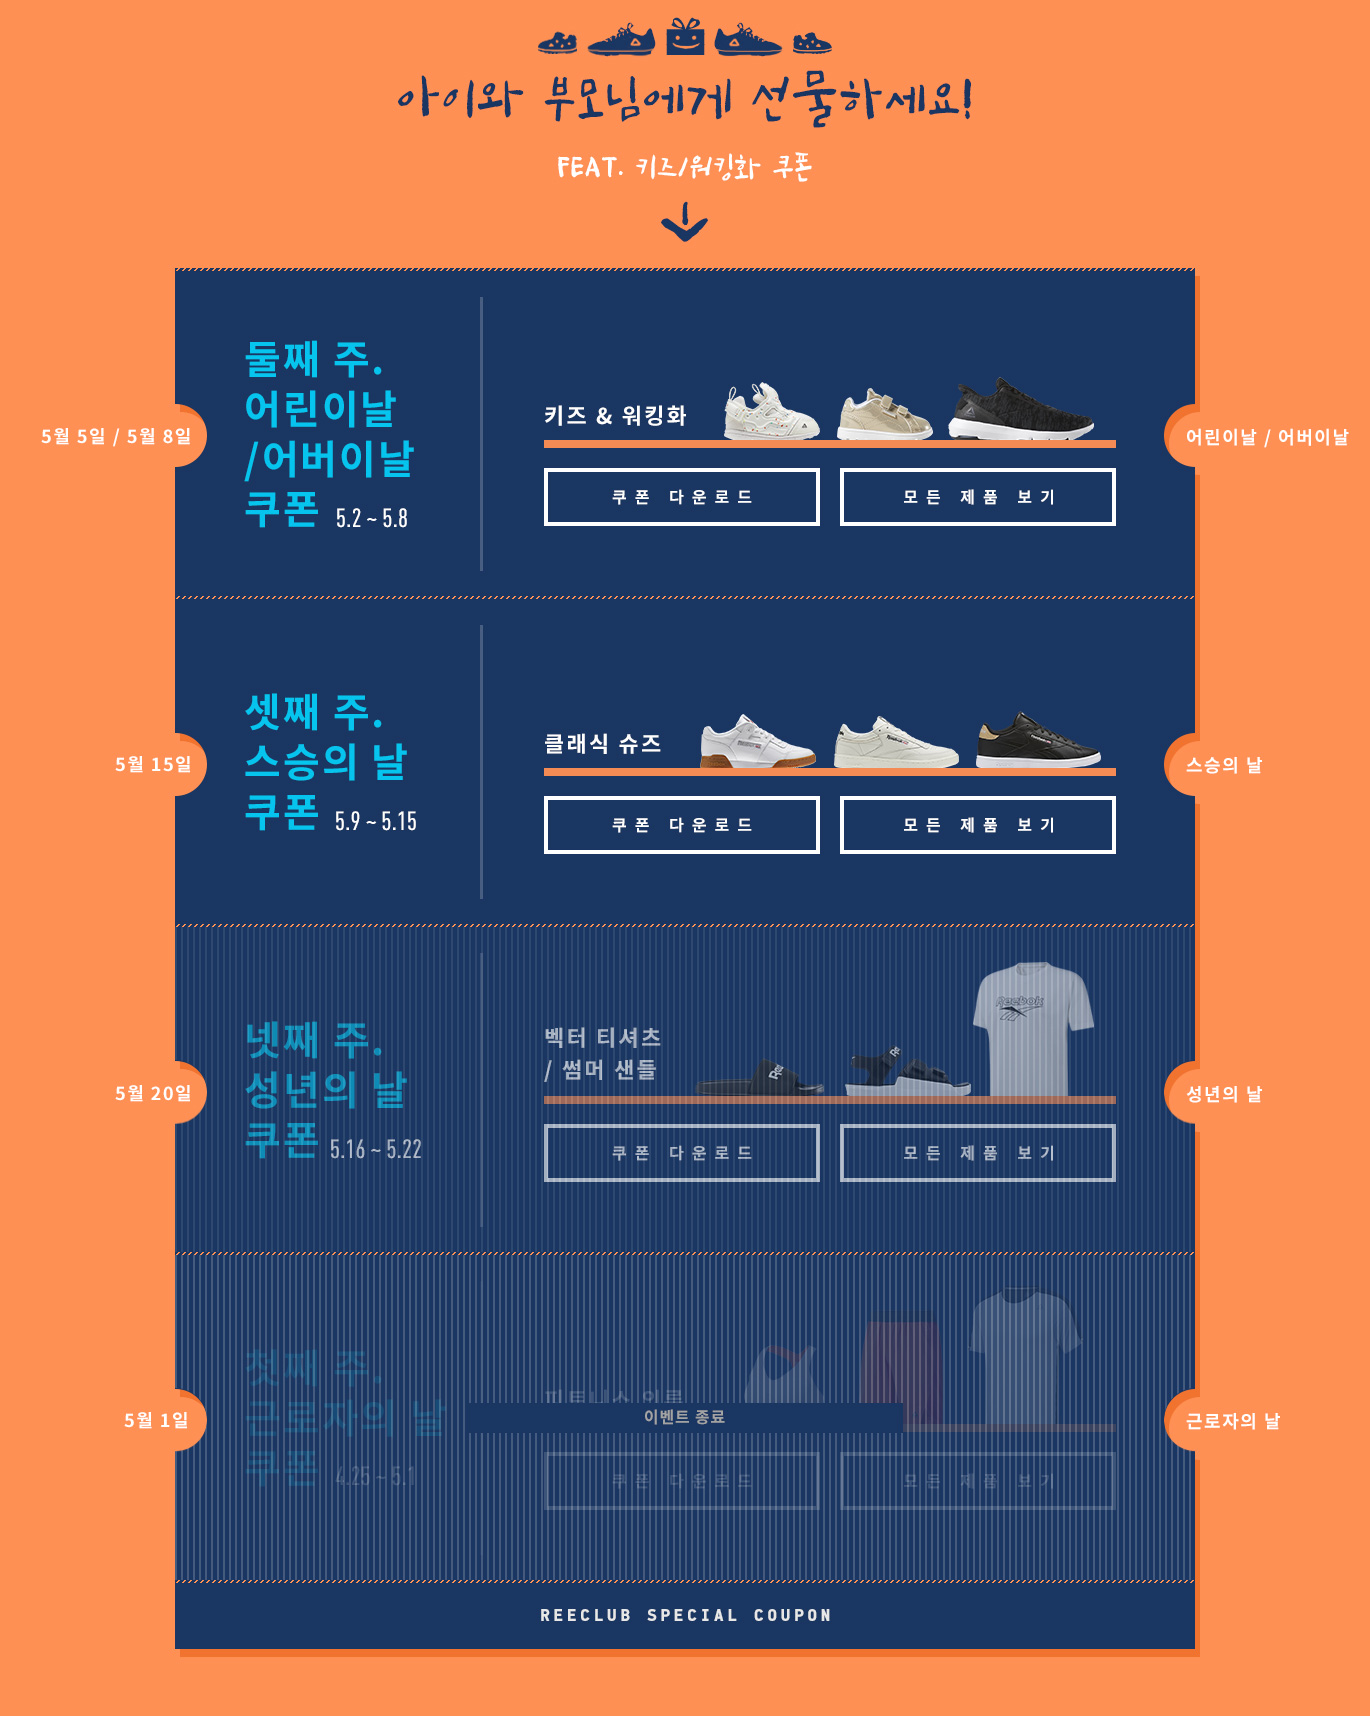 아이와 부모님에게 선물하세요!
FEAT. 키즈/워킹화 쿠폰
5월 5일 / 5월 8일
둘째 주.
어린이날
/어버이날
쿠폰 5.2 ~ 5.8
키즈 & 워킹화
쿠폰 다운로드
모든 제품 보기
어린이날 / 어버이날
5월 15일
셋째 주.
스승의 날
쿠폰 5.9 ~ 5.15
클래식 슈즈
쿠폰 다운로드
모든 제품 보기
스승의 날
5월 20일
넷째 주.
성년의 날
쿠폰 5.16 ~ 5.22
벡터 티셔츠
/ 썸머 샌들
Reebok
쿠폰 다운로드
모든 제품 보기
성년의 날
5월 1일
첫째 주.
근로자의 날
쿠폰 4.25 ~ 5.1
피트니스 의류
이벤트 종료
쿠폰 다운로드
모든 제품 보기
근로자의 날
REECLUB SPECIAL COUPON